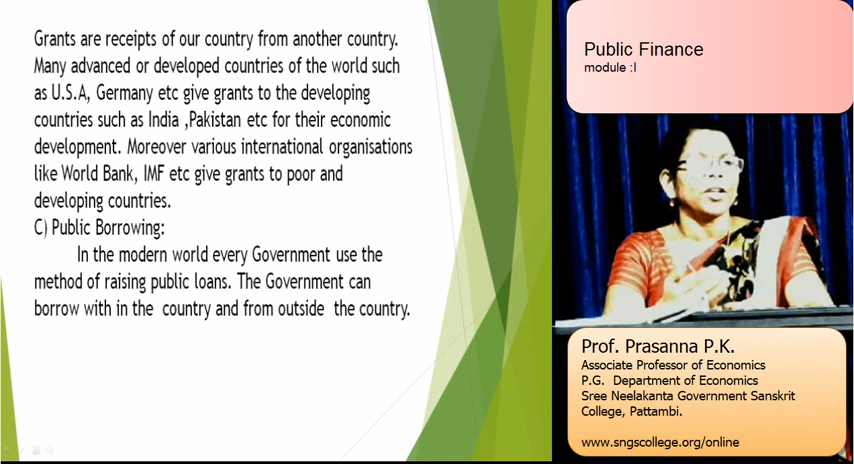 Grants are receipts of our country from another country.
Many advanced or developed countries of the world such
as U.S.A, Germany etc give grants to the developing
countries such as India ,Pakistan etc for their economic
development. Moreover various international organisations
like World Bank, IMF etc give grants to poor and
developing countries.
C) Public Borrowing:
In the modern world every Government use the
method of raising public loans. The Government can
borrow with in the country and from outside the country.
Public Finance
module :I
Prof. Prasanna P.K.
Associate Professor of Economics
P.G. Department of Economics
Sree Neelakanta Government Sanskrit
College, Pattambi.
www.sngscollege.org/online